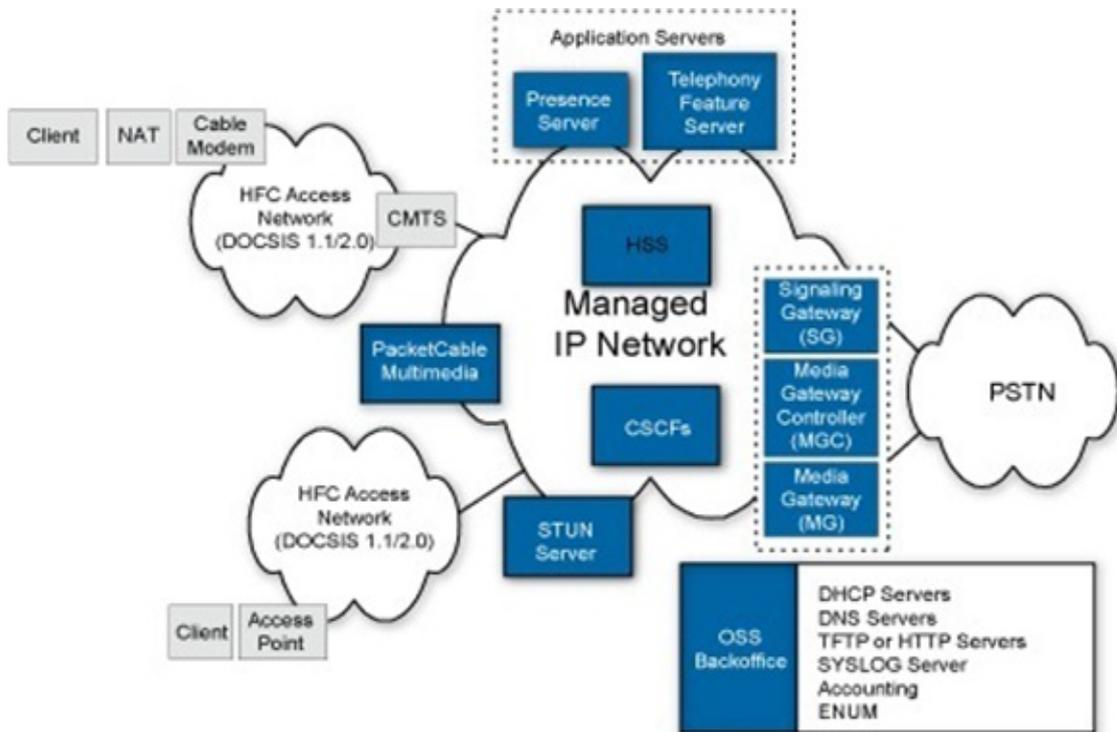 Application Servers
Presence
Server
Telephony
Feature
Server
Client
NAT
Cable
Modem
HFC Access
Network
(DOCSIS 1.1/2.0)
CMTS
HSS
Managed
IP Network
Signaling
Gateway
(SG)
PacketCable
Multimedia
Media
Gateway
Controller
(MGC)
PSTN
CSCFs
Media
Gateway
(MG)
HFC Access
Network
(DOCSIS 1.1/2.0)
STUN
Server
Client
Access
Point
OSS
Backoffice
DHCP Servers
DNS Servers
TFTP or HTTP Servers
SYSLOG Server
Accounting
ENUM